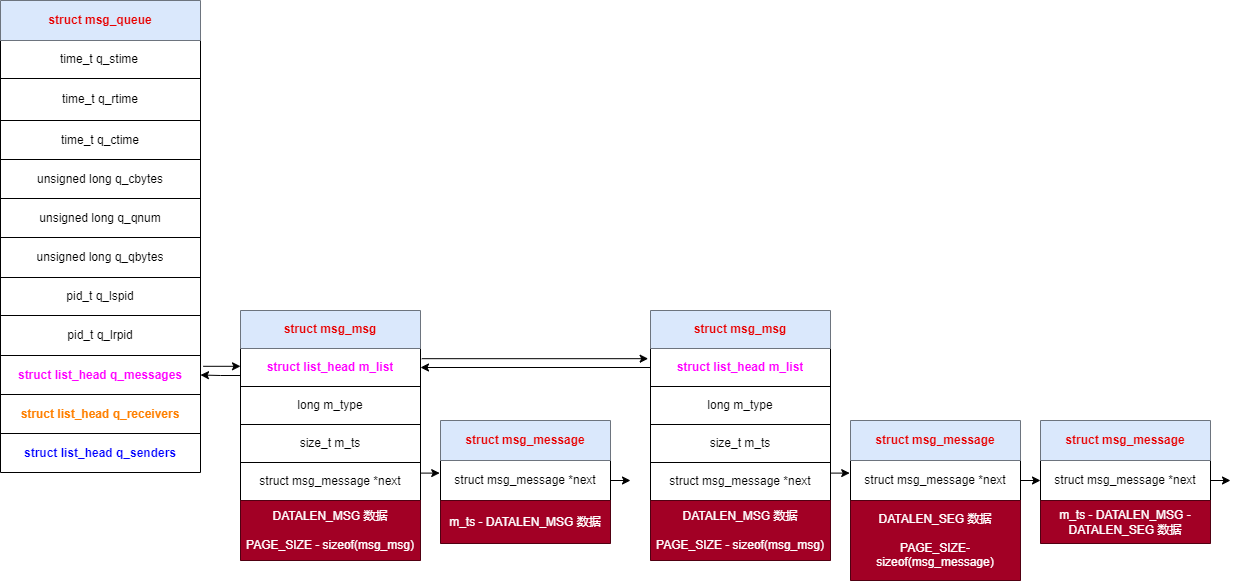 struct msg_queue
time_t q_stime
time_t q_rtime
time_t q_ctime
unsigned long q_cbytes
unsigned long q_qnum
unsigned long q_qbytes
pid_t q_lspid
pid_t q_lrpid
struct list_head q_messages
struct list_head q_receivers
struct list_head q_senders
struct msg_msg
struct list_head m_list
long m_type
size_t m_ts
struct msg_message *next
DATALEN_MSG 数据
PAGE_SIZE - sizeof(msg_msg)
struct msg_message
struct msg_message *next
m_ts - DATALEN_MSG 数据
struct msg_msg
struct list_head m_list
long m_type
size_t m_ts
struct msg_message *next
DATALEN_MSG 数据
PAGE_SIZE - sizeof(msg_msg)
struct msg_message
struct msg_message *next
DATALEN_SEG 数据
PAGE_SIZE-
sizeof(msg_message)
struct msg_message
struct msg_message *next
m_ts - DATALEN_MSG -
DATALEN_SEG 数据